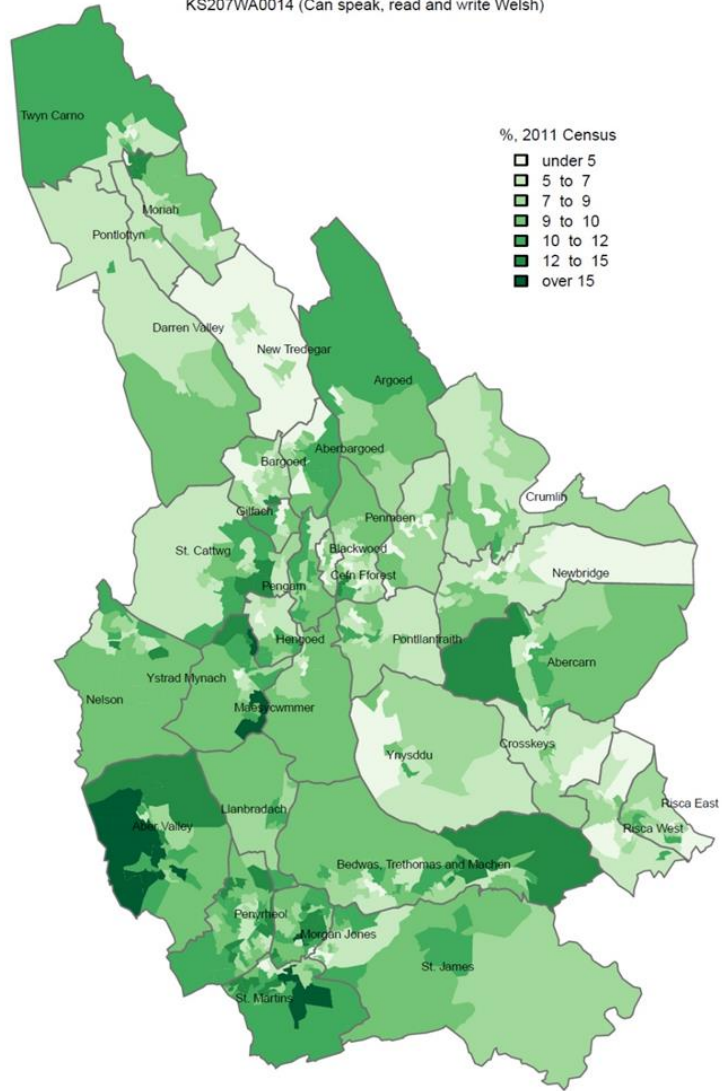 KS207WA0014 (Can speak, read and write Welsh)
%, 2011 Census
under 5
5 to 7
7 to 9
9 to 10
10 to 12
12 to 15
over 15
Twyn Carno
Moriah
Pontlottyn
Darren Valley
New Tredegar
Argoed
Aberbargoed
Bargoed
Crumlin
Gilfach
Penmaen
St. Cattwg
Blackwood
Cefn Fforest
Newbridge
Pengam
Hengoed
Pontllanfraith
Abercarn
Ystrad Mynach
Nelson
Maesycwmmer
Crosskeys
Ynysddu
Risca East
Llanbradach
Aber Valley
Risca West
Bedwas, Trethomas and Machen
Penyrheol
Morgan Jones
St. James
St. Martins